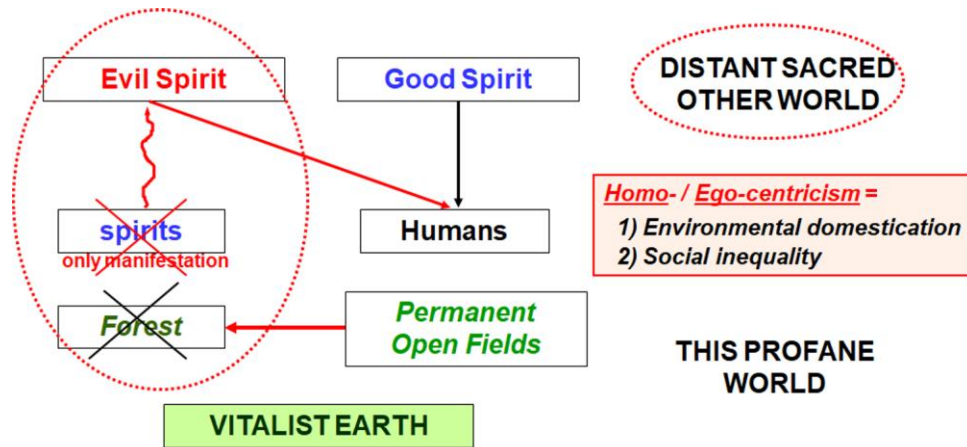 Evil Spirit
Good Spirit
DISTANT SACRED
OTHER WORLD
spirits
only manifestation
Humans
Homo- / Ego-centricism =
1) Environmental domestication
2) Social inequality
Forest
Permanent
Open Fields
THIS PROFANE
WORLD
VITALIST EARTH